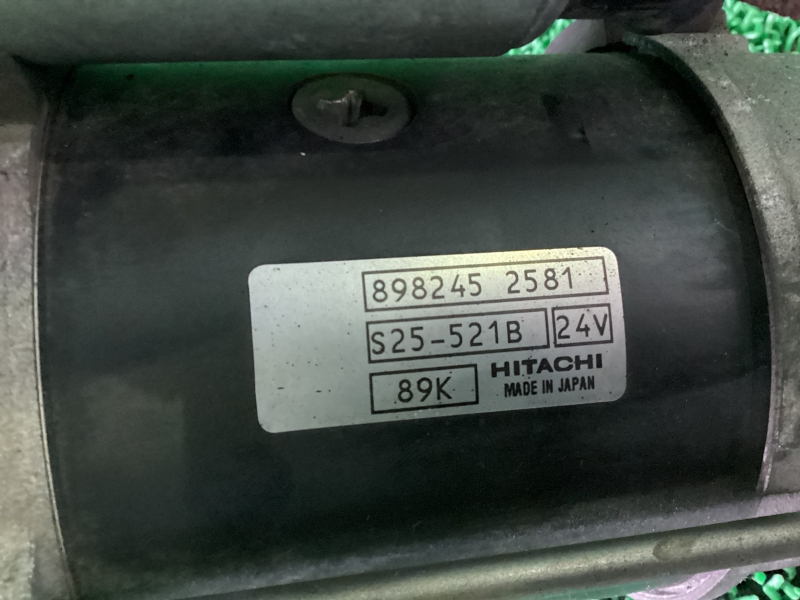 898245 2581
S25-521B 24V
89K HITACHI
MADE IN JAPAN